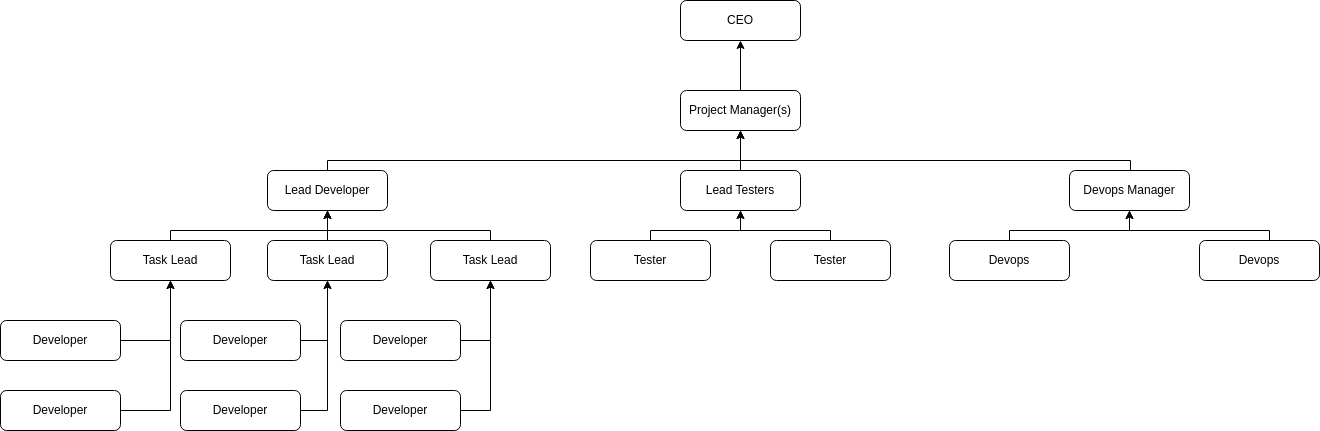 CEO
Project Manager(s)
Lead Developer
Lead Testers
Devops Manager
Task Lead
Task Lead
Task Lead
Tester
Tester
Devops
Devops
Developer
Developer
Developer
Developer
Developer
Developer